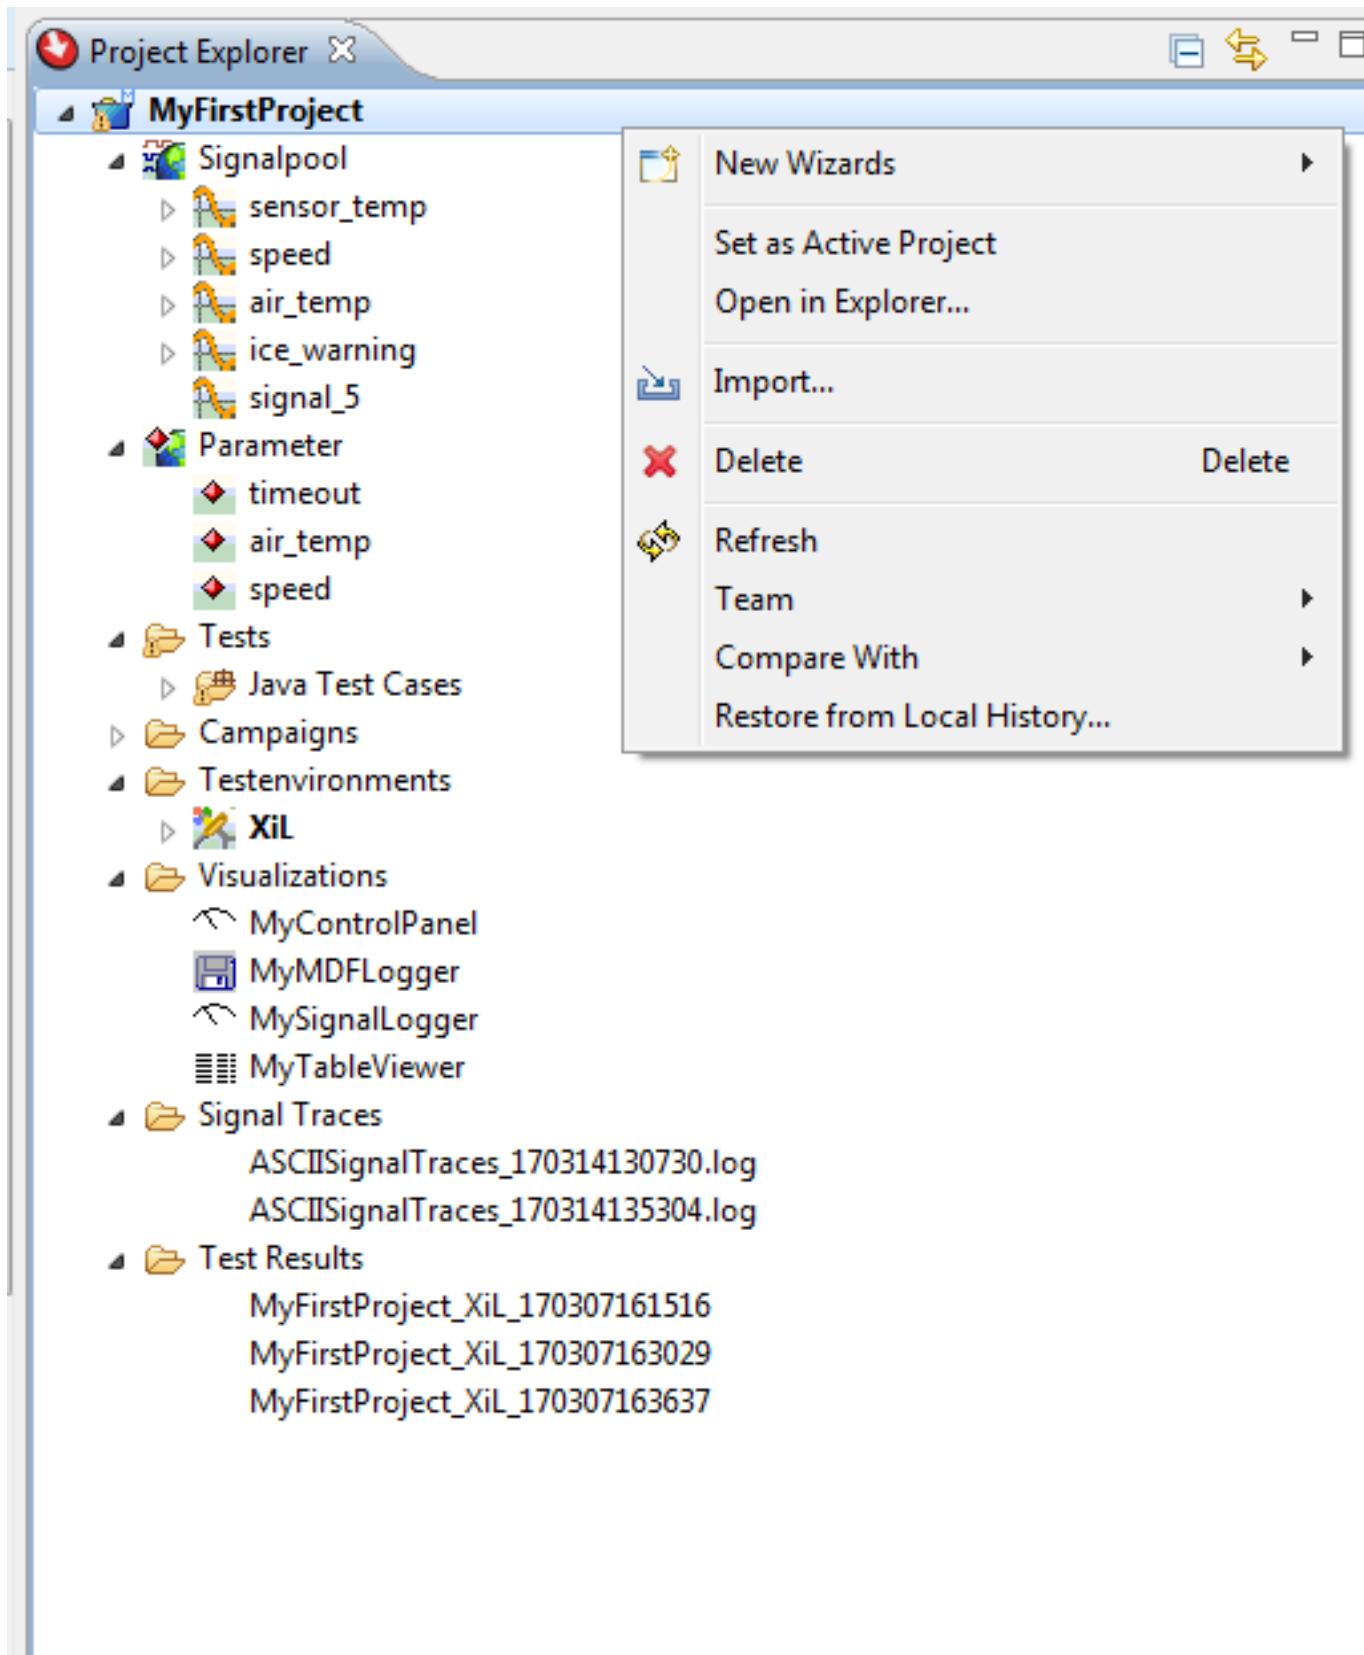 Project Explorer
MyFirstProject
Signalpool
sensor_temp
speed
air_temp
ice_warning
signal_5
Parameter
timeout
air_temp
speed
Tests
Java Test Cases
Campaigns
Testenvironments
XiL
Visualizations
MyControlPanel
MyMDFLogger
MySignalLogger
MyTableViewer
Signal Traces
ASCIISignalTraces_170314130730.log
ASCIISignalTraces_170314135304.log
Test Results
MyFirstProject_XiL_170307161516
MyFirstProject_XiL_170307163029
MyFirstProject_XiL_170307163637
New Wizards
Set as Active Project
Open in Explorer...
Import...
Delete Delete
Refresh
Team
Compare With
Restore from Local History...